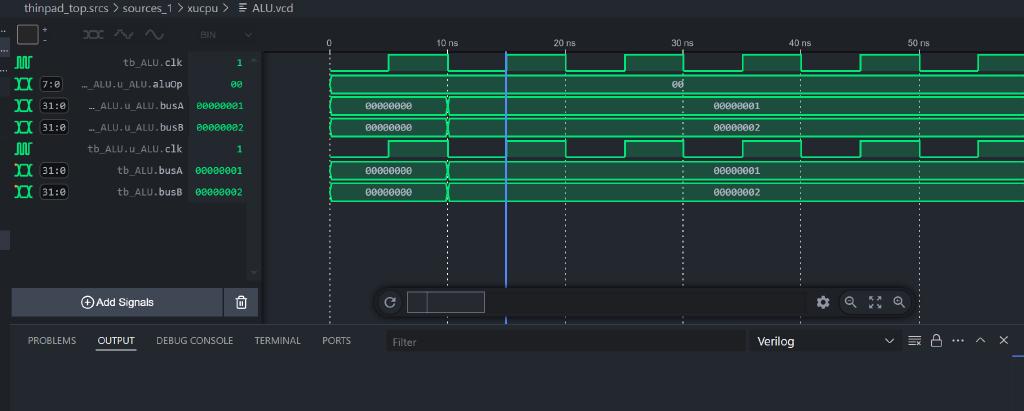 thinpad_top.srcs > sources_1 > xucpu > ALU.vcd
BIN
0 10 ns 20 ns 30 ns 40 ns 50 ns
tb_ALU.clk 1
7:0 …_ALU.u_ALU.aluOp 00 00
31:0 …_ALU.u_ALU.busA 00000001 00000000 00000001
31:0 …_ALU.u_ALU.busB 00000002 00000000 00000002
tb_ALU.u_ALU.clk 1
31:0 tb_ALU.busA 00000001 00000000 00000001
31:0 tb_ALU.busB 00000002 00000000 00000002
Add Signals
PROBLEMS OUTPUT DEBUG CONSOLE TERMINAL PORTS Filter Verilog